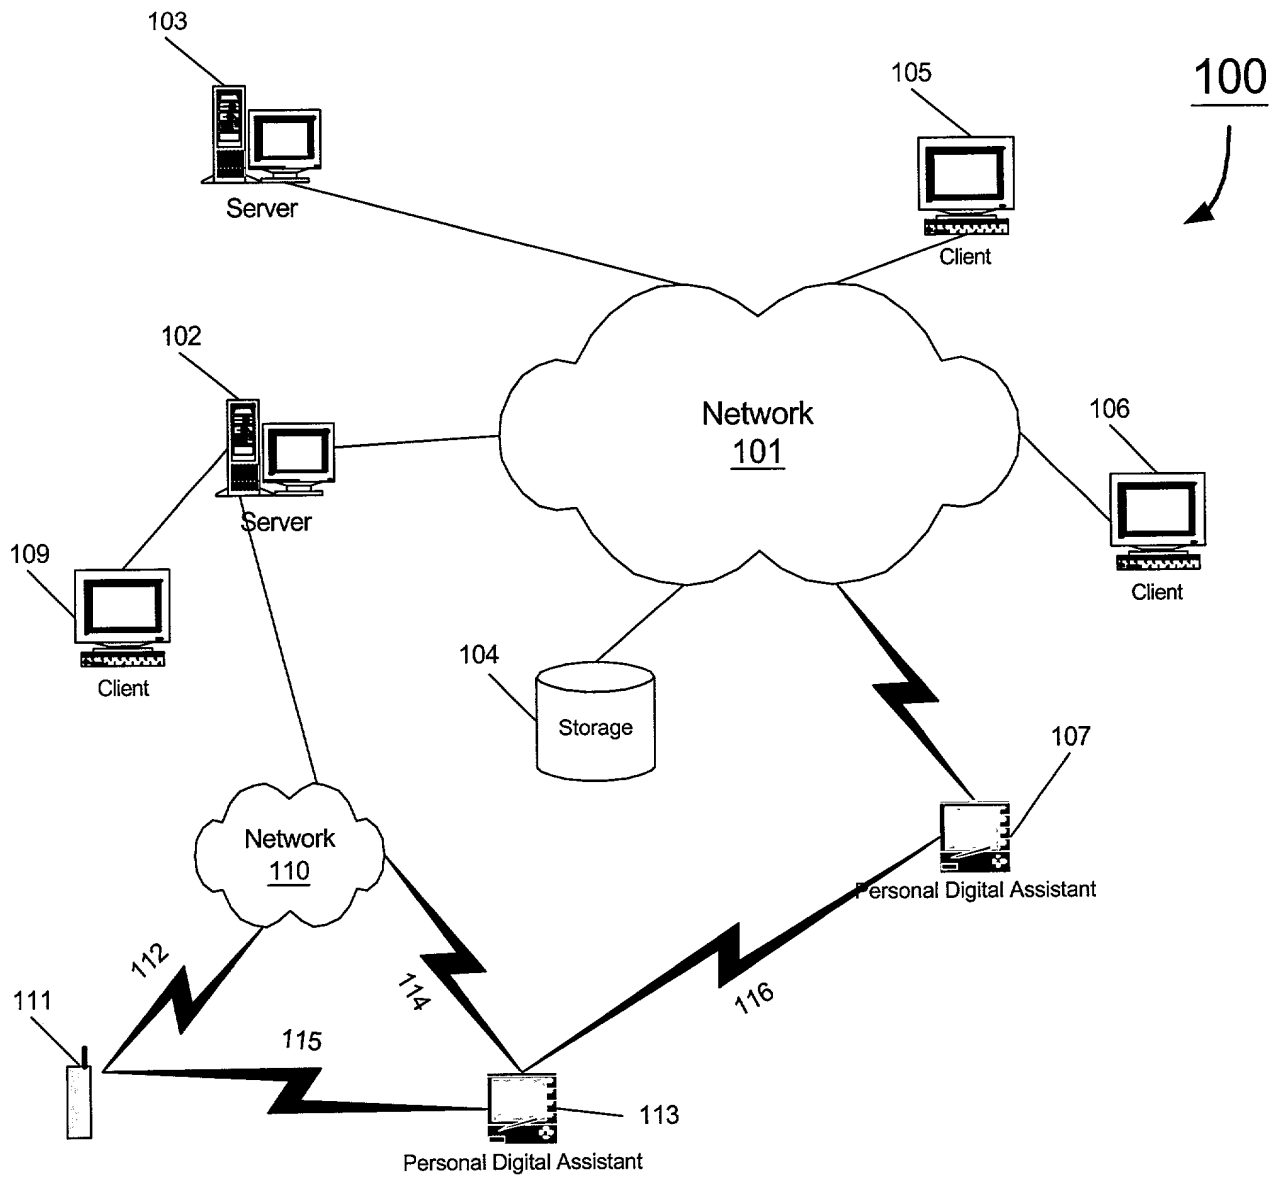 103
105
100
Server
Client
102
Network
101
106
Server
109
Client
Client
104
Storage
107
Network
110
Personal Digital Assistant
112
114
116
111
115
113
Personal Digital Assistant